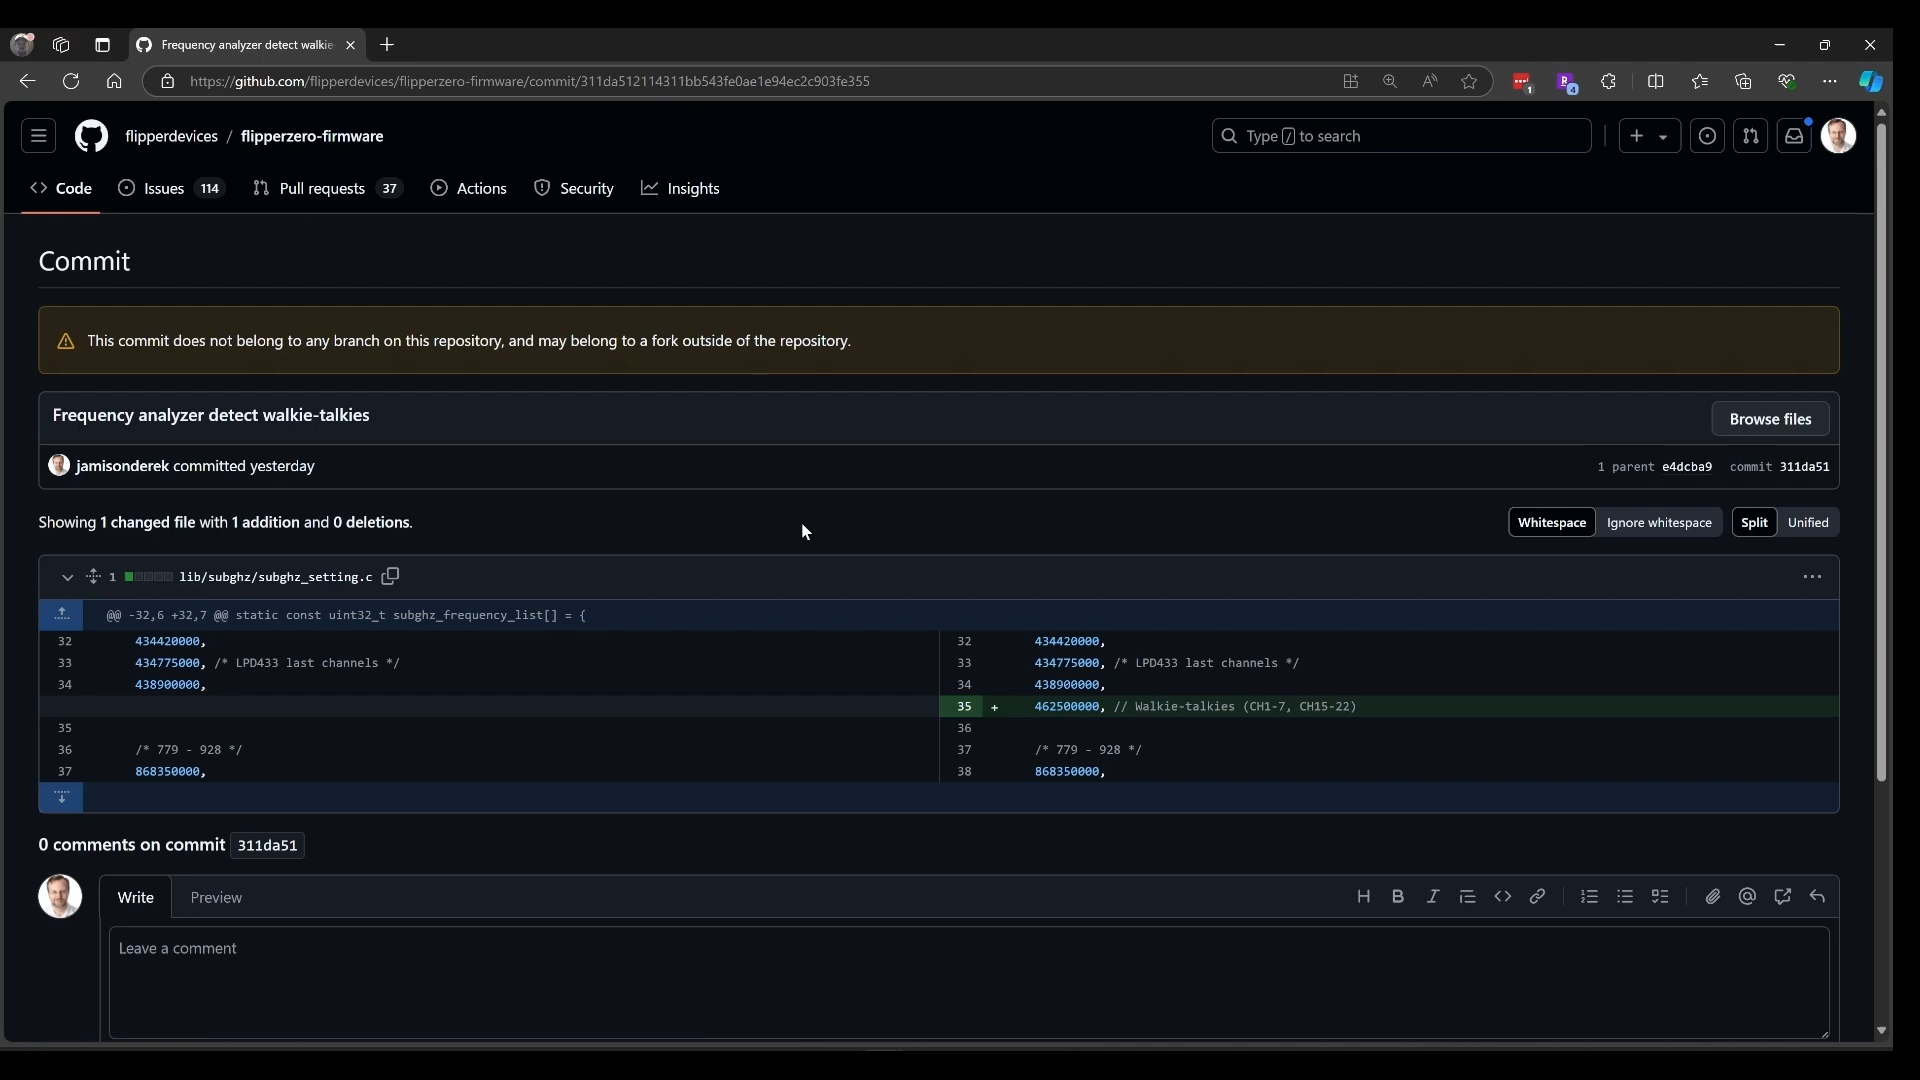 Frequency analyzer detect walkie-
https://github.com/flipperdevices/flipperzero-firmware/commit/311da512114311bb543fe0ae1e94ec2c903fe355
1
4
flipperdevices / flipperzero-firmware
Type / to search
Code
Issues 114
Pull requests 37
Actions
Security
Insights
Commit
This commit does not belong to any branch on this repository, and may belong to a fork outside of the repository.
Frequency analyzer detect walkie-talkies
Browse files
jamisonderek committed yesterday
1 parent e4dcba9 commit 311da51
Showing 1 changed file with 1 addition and 0 deletions.
Whitespace Ignore whitespace Split Unified
1 lib/subghz/subghz_setting.c
@@ -32,6 +32,7 @@ static const uint32_t subghz_frequency_list[] = {
32 434420000, 32 434420000,
33 434775000, /* LPD433 last channels */ 33 434775000, /* LPD433 last channels */
34 438900000, 34 438900000,
35 + 462500000, // Walkie-talkies (CH1-7, CH15-22)
35 36
36 /* 779 - 928 */ 37 /* 779 - 928 */
37 868350000, 38 868350000,
0 comments on commit 311da51
Write Preview
Leave a comment